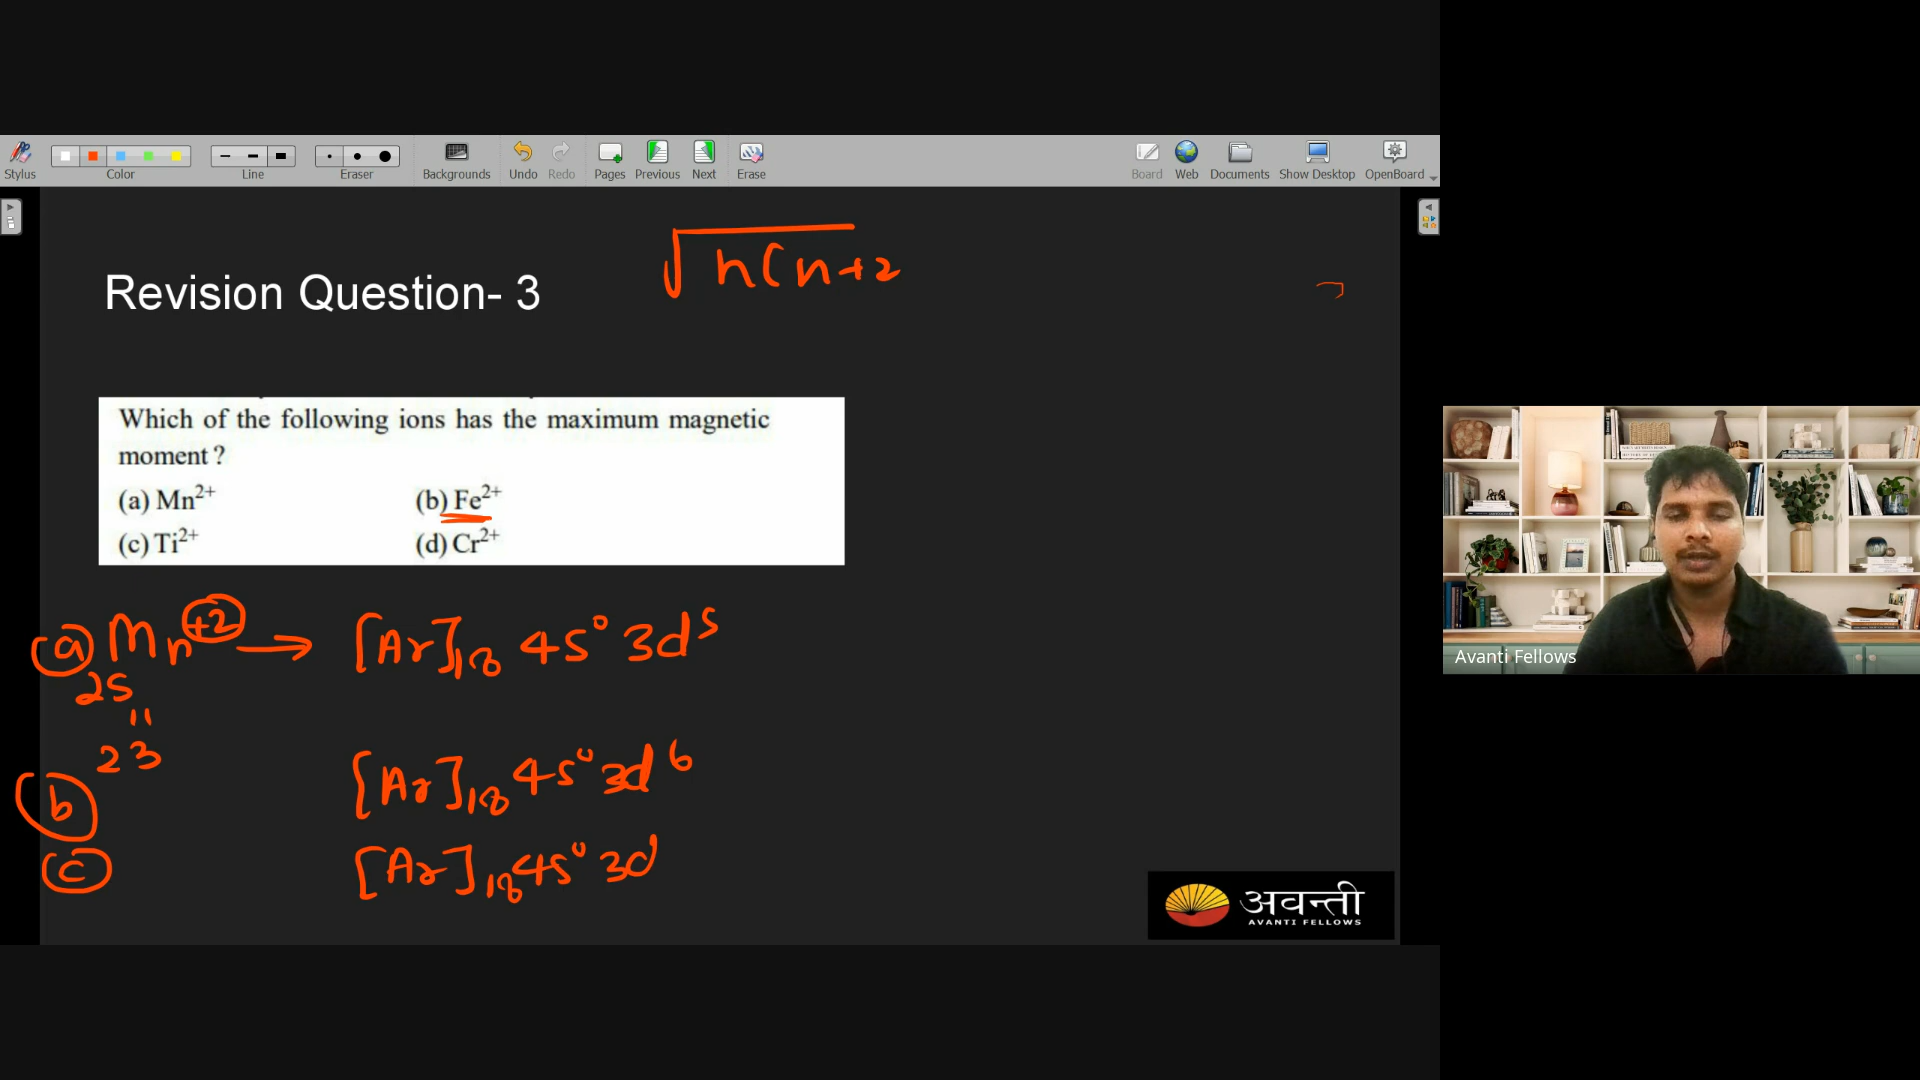 Stylus Color Line Eraser Backgrounds Undo Redo Pages Previous Next Erase Board Web Documents Show Desktop OpenBoard
√n(n+2
Revision Question- 3
Which of the following ions has the maximum magnetic
moment ?
(a) Mn²⁺ (b) Fe²⁺
(c) Ti²⁺ (d) Cr²⁺
(a) Mn⁺² → [Ar]₁₈ 4s⁰ 3d⁵
25
"
23
(b) [Ar]₁₈ 4s⁰ 3d⁶
(c) [Ar]₁₈ 4s⁰ 3d
Avanti Fellows
अवन्ती
AVANTI FELLOWS